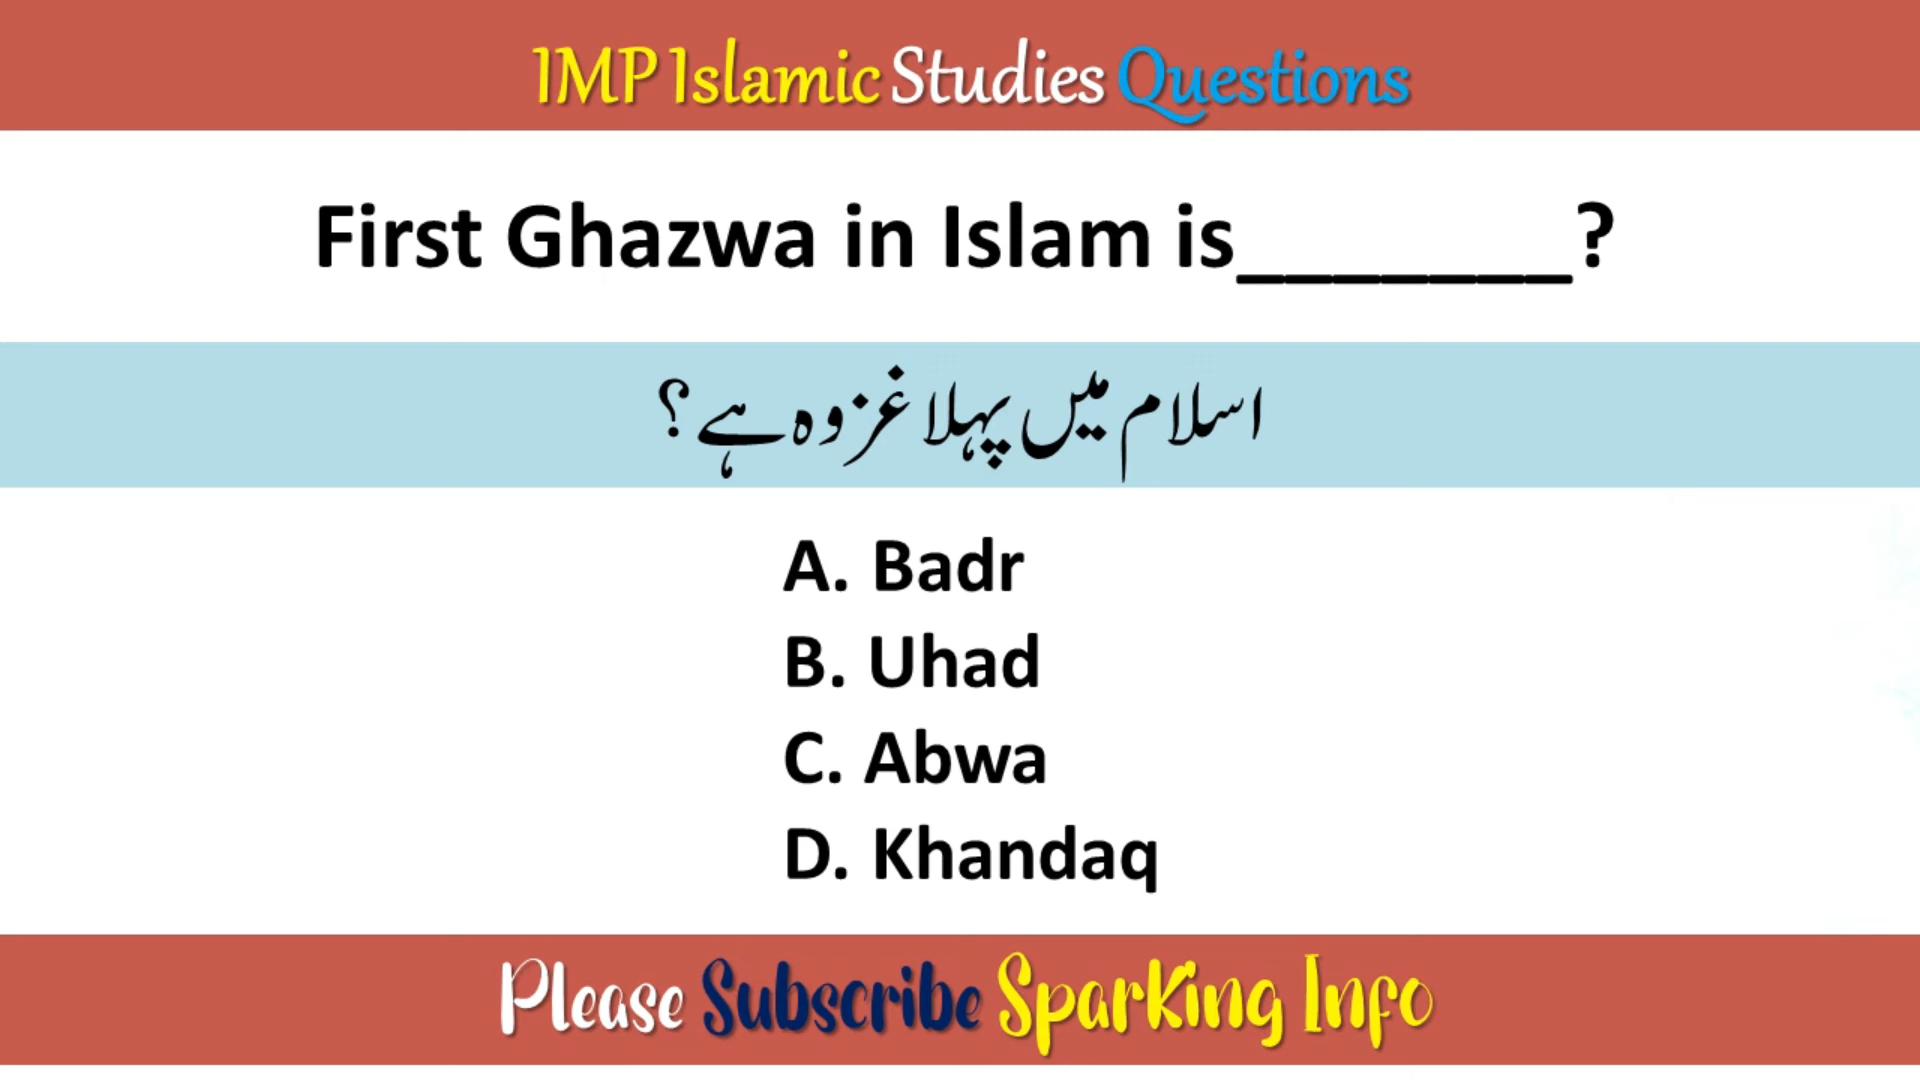 IMP Islamic Studies Questions
First Ghazwa in Islam is_______?
اسلام میں پہلا غزوہ ہے؟
A. Badr
B. Uhad
C. Abwa
D. Khandaq
Please Subscribe Sparking Info